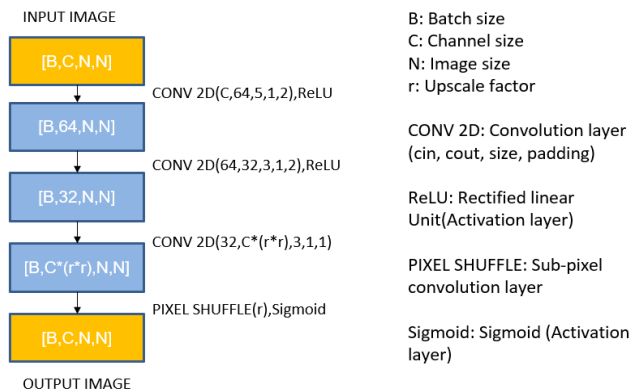 INPUT IMAGE
[B,C,N,N]
CONV 2D(C,64,5,1,2),ReLU
[B,64,N,N]
CONV 2D(64,32,3,1,2),ReLU
[B,32,N,N]
CONV 2D(32,C*(r*r),3,1,1)
[B,C*(r*r),N,N]
PIXEL SHUFFLE(r),Sigmoid
[B,C,N,N]
OUTPUT IMAGE
B: Batch size
C: Channel size
N: Image size
r: Upscale factor
CONV 2D: Convolution layer
(cin, cout, size, padding)
ReLU: Rectified linear
Unit(Activation layer)
PIXEL SHUFFLE: Sub-pixel
convolution layer
Sigmoid: Sigmoid (Activation
layer)